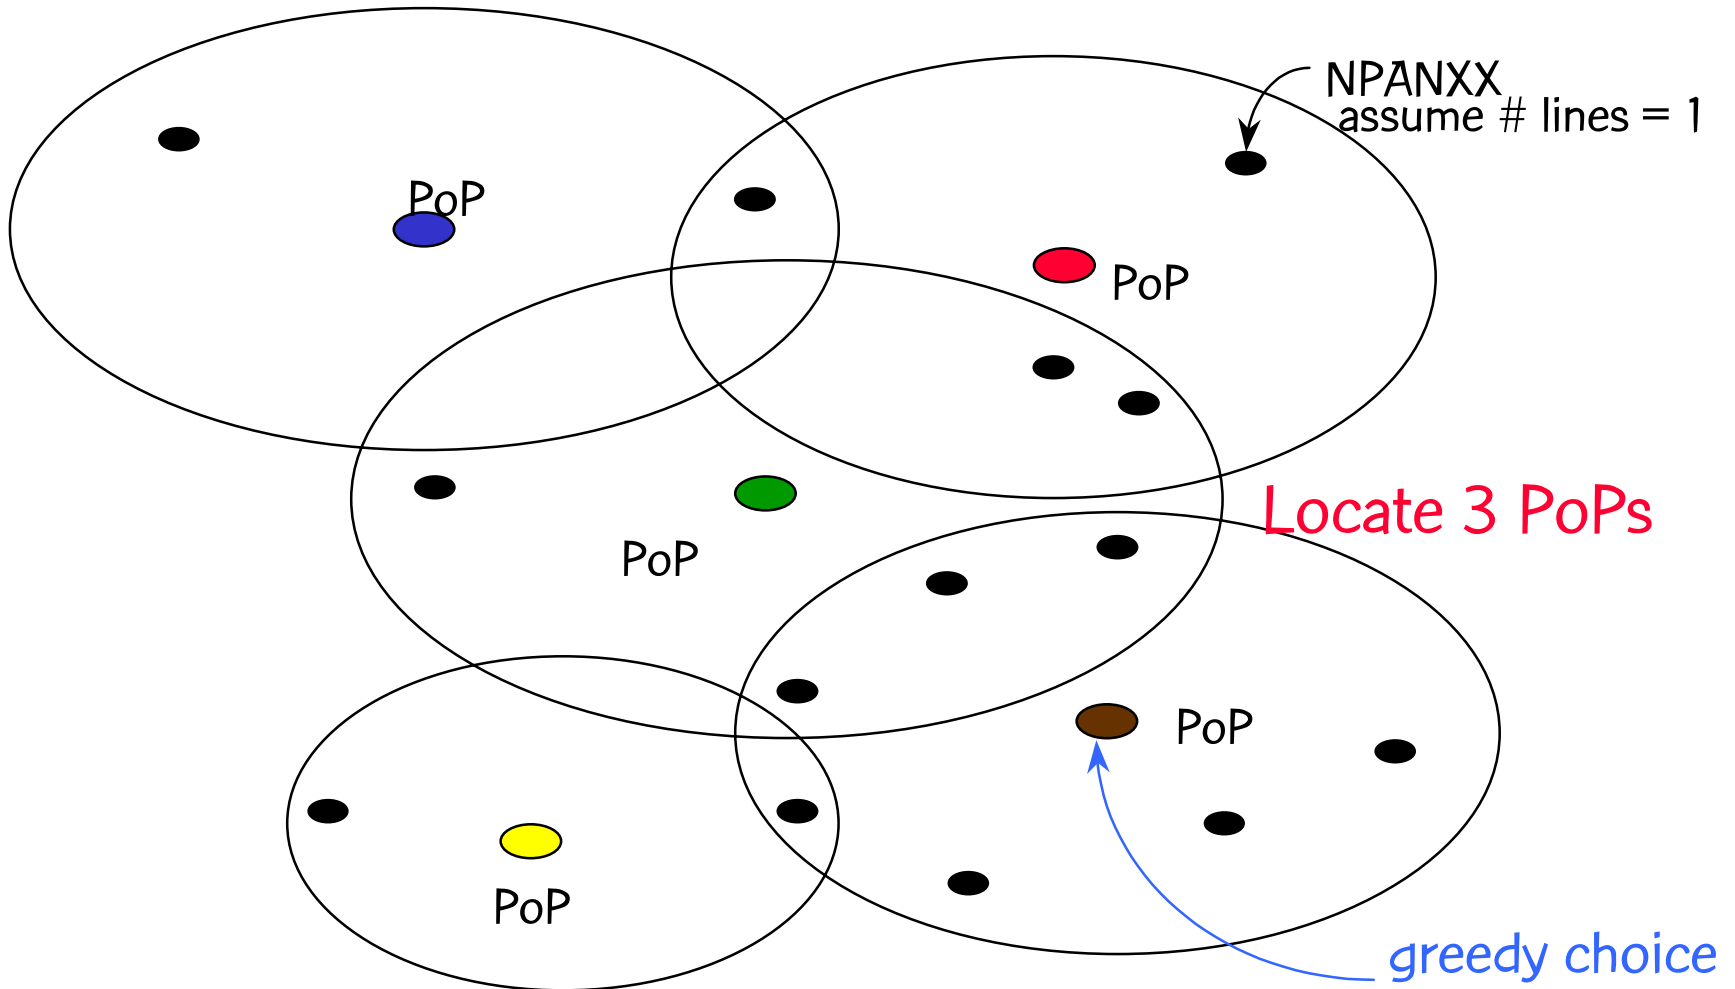 NPANXX
assume # lines = 1
PoP
PoP
Locate 3 PoPs
PoP
PoP
PoP
greedy choice